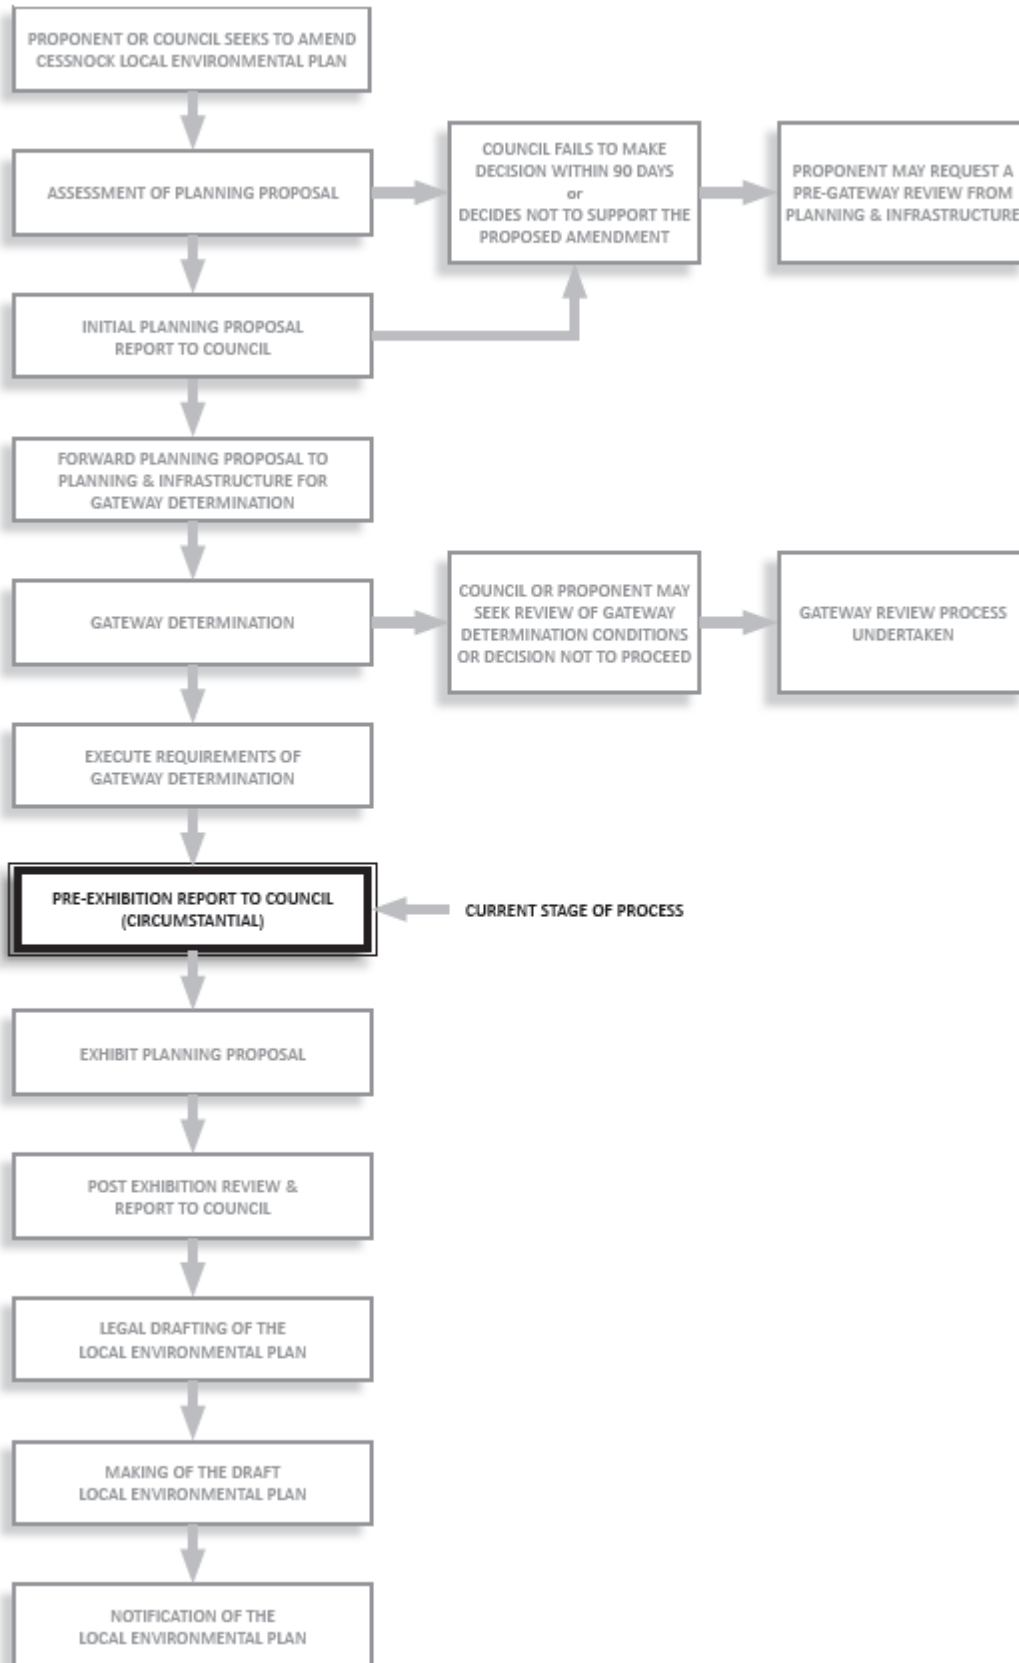 PROPONENT OR COUNCIL SEEKS TO AMEND
CESSNOCK LOCAL ENVIRONMENTAL PLAN
ASSESSMENT OF PLANNING PROPOSAL
COUNCIL FAILS TO MAKE
DECISION WITHIN 90 DAYS
or
DECIDES NOT TO SUPPORT THE
PROPOSED AMENDMENT
PROPONENT MAY REQUEST A
PRE-GATEWAY REVIEW FROM
PLANNING & INFRASTRUCTURE
INITIAL PLANNING PROPOSAL
REPORT TO COUNCIL
FORWARD PLANNING PROPOSAL TO
PLANNING & INFRASTRUCTURE FOR
GATEWAY DETERMINATION
GATEWAY DETERMINATION
COUNCIL OR PROPONENT MAY
SEEK REVIEW OF GATEWAY
DETERMINATION CONDITIONS
OR DECISION NOT TO PROCEED
GATEWAY REVIEW PROCESS
UNDERTAKEN
EXECUTE REQUIREMENTS OF
GATEWAY DETERMINATION
PRE-EXHIBITION REPORT TO COUNCIL
(CIRCUMSTANTIAL)
CURRENT STAGE OF PROCESS
EXHIBIT PLANNING PROPOSAL
POST EXHIBITION REVIEW &
REPORT TO COUNCIL
LEGAL DRAFTING OF THE
LOCAL ENVIRONMENTAL PLAN
MAKING OF THE DRAFT
LOCAL ENVIRONMENTAL PLAN
NOTIFICATION OF THE
LOCAL ENVIRONMENTAL PLAN